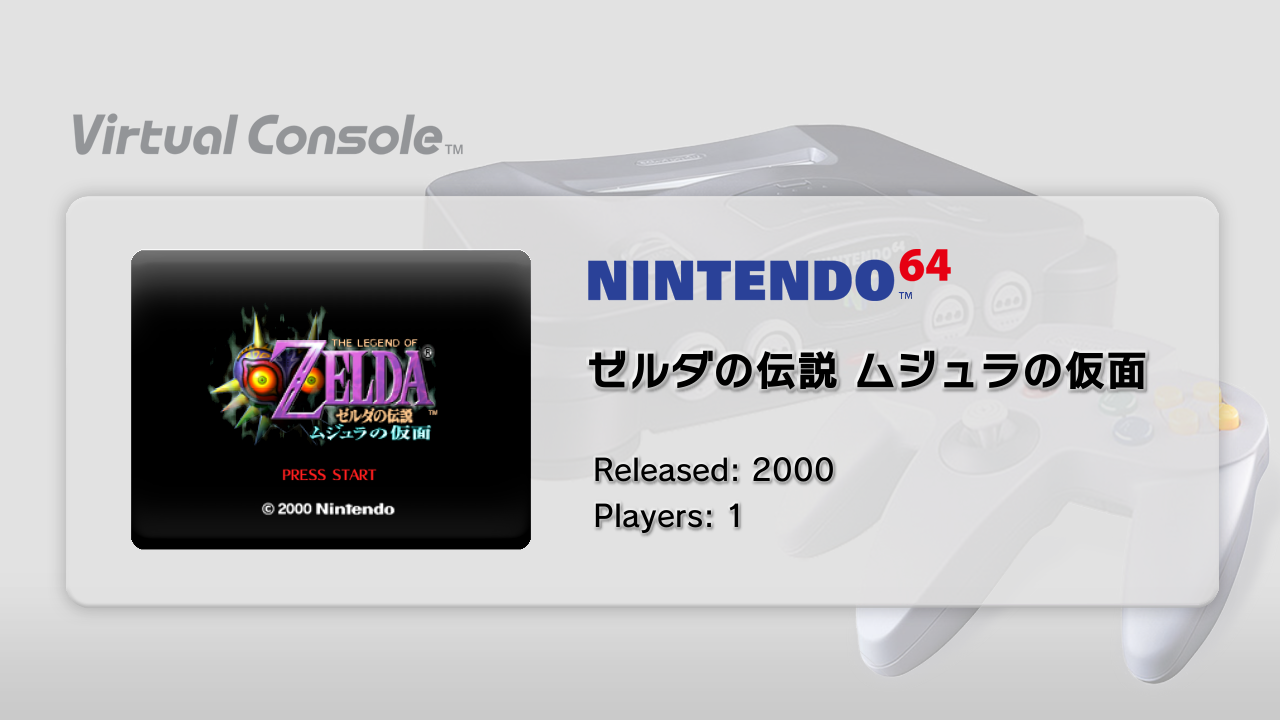 Virtual Console™
THE LEGEND OF
ZELDA®
ゼルダの伝説™
ムジュラの仮面
PRESS START
© 2000 Nintendo
NINTENDO 64™
ゼルダの伝説 ムジュラの仮面
Released: 2000
Players: 1